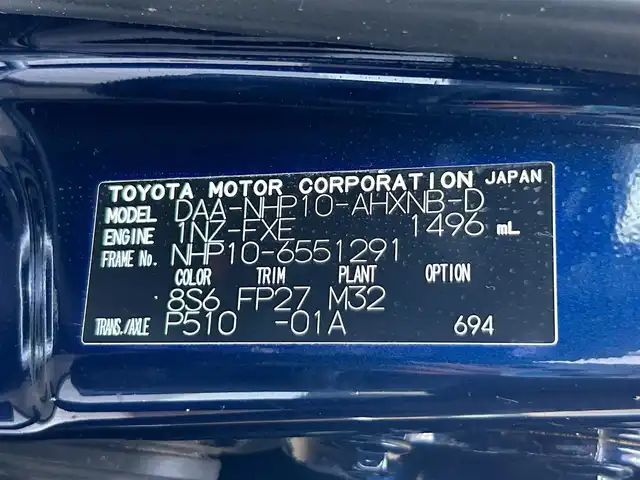 TOYOTA MOTOR CORPORATION JAPAN
MODEL DAA-NHP10-AHXNB-D
ENGINE 1NZ-FXE 1496 mL
FRAME No. NHP10-6551291
COLOR TRIM PLANT OPTION
8S6 FP27 M32
TRANS./AXLE P510 -01A 694